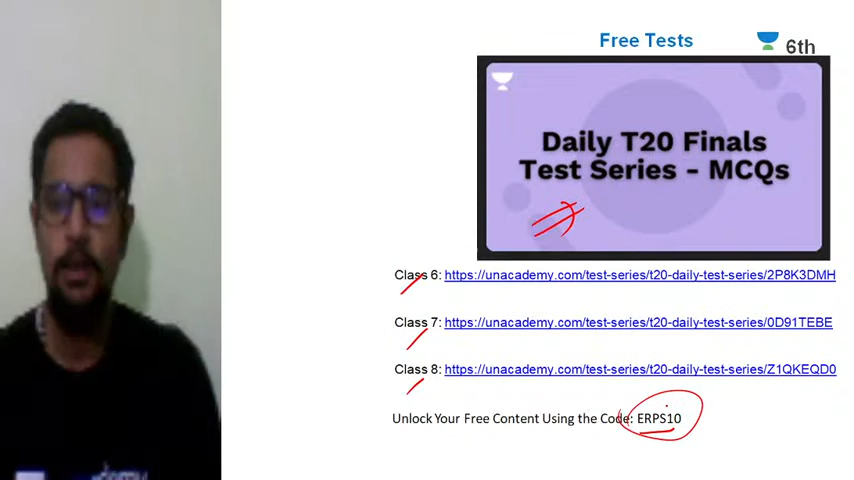 Free Tests
6th
Daily T20 Finals
Test Series - MCQs
Class 6: https://unacademy.com/test-series/t20-daily-test-series/2P8K3DMH
Class 7: https://unacademy.com/test-series/t20-daily-test-series/0D91TEBE
Class 8: https://unacademy.com/test-series/t20-daily-test-series/Z1QKEQD0
Unlock Your Free Content Using the Code: ERPS10